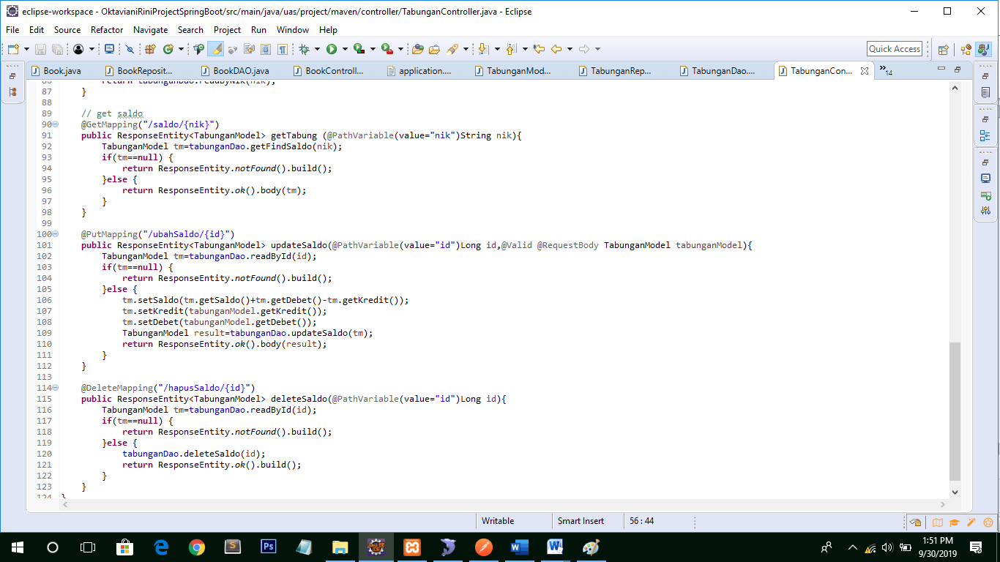 eclipse-workspace - OktavianiRiniProjectSpringBoot/src/main/java/uas/project/maven/controller/TabunganController.java - Eclipse
File Edit Source Refactor Navigate Search Project Run Window Help
Quick Access
Book.java BookReposit... BookDAO.java BookControll... application.... TabunganMod... TabunganRep... TabunganDao.... TabunganCon... »14
86 return tabunganDao.readByNik(nik);
87 }
88
89 // get saldo
90 @GetMapping("/saldo/{nik}")
91 public ResponseEntity<TabunganModel> getTabung (@PathVariable(value="nik")String nik){
92 TabunganModel tm=tabunganDao.getFindSaldo(nik);
93 if(tm==null) {
94 return ResponseEntity.notFound().build();
95 }else {
96 return ResponseEntity.ok().body(tm);
97 }
98 }
99
100 @PutMapping("/ubahSaldo/{id}")
101 public ResponseEntity<TabunganModel> updateSaldo(@PathVariable(value="id")Long id,@Valid @RequestBody TabunganModel tabunganModel){
102 TabunganModel tm=tabunganDao.readById(id);
103 if(tm==null) {
104 return ResponseEntity.notFound().build();
105 }else {
106 tm.setSaldo(tm.getSaldo()+tm.getDebet()-tm.getKredit());
107 tm.setKredit(tabunganModel.getKredit());
108 tm.setDebet(tabunganModel.getDebet());
109 TabunganModel result=tabunganDao.updateSaldo(tm);
110 return ResponseEntity.ok().body(result);
111 }
112 }
113
114 @DeleteMapping("/hapusSaldo/{id}")
115 public ResponseEntity<TabunganModel> deleteSaldo(@PathVariable(value="id")Long id){
116 TabunganModel tm=tabunganDao.readById(id);
117 if(tm==null) {
118 return ResponseEntity.notFound().build();
119 }else {
120 tabunganDao.deleteSaldo(id);
121 return ResponseEntity.ok().build();
122 }
123 }
124 }
Writable Smart Insert 56 : 44
1:51 PM
9/30/2019